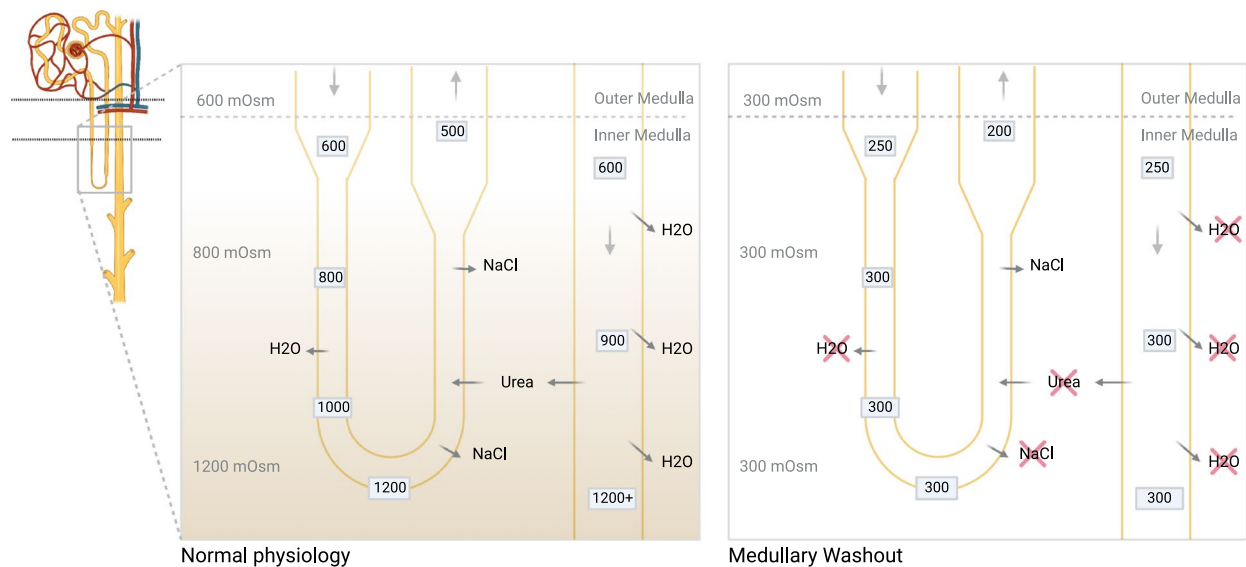 600 mOsm
Outer Medulla
Inner Medulla
600
500
600
H2O
800 mOsm
NaCl
800
H2O
900
H2O
Urea
1000
1200 mOsm
NaCl
H2O
1200
1200+
Normal physiology
300 mOsm
Outer Medulla
Inner Medulla
250
200
250
H2O
300 mOsm
NaCl
300
H2O
300
H2O
Urea
300
300 mOsm
NaCl
H2O
300
300
Medullary Washout